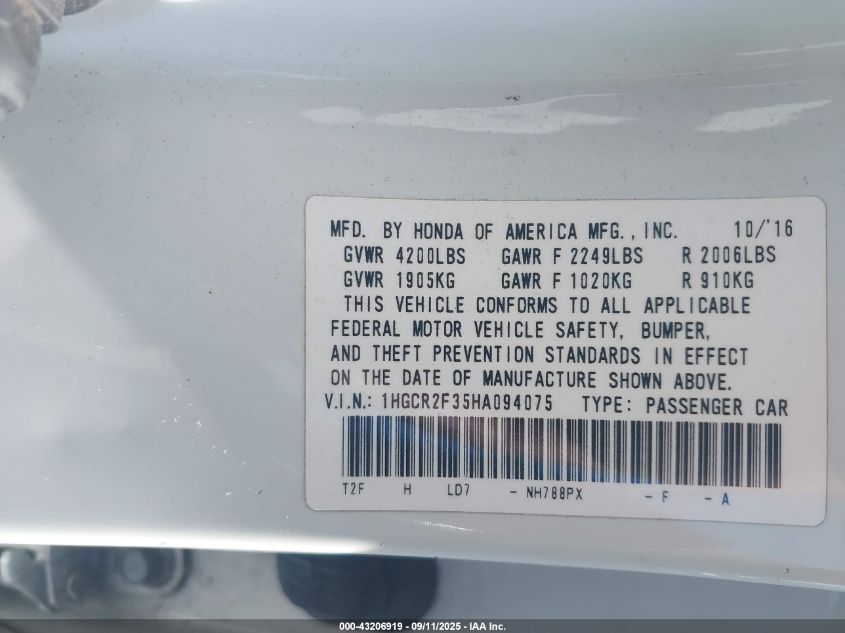 MFD. BY HONDA OF AMERICA MFG., INC. 10/'16
GVWR 4200LBS GAWR F 2249LBS R 2006LBS
GVWR 1905KG GAWR F 1020KG R 910KG
THIS VEHICLE CONFORMS TO ALL APPLICABLE
FEDERAL MOTOR VEHICLE SAFETY, BUMPER,
AND THEFT PREVENTION STANDARDS IN EFFECT
ON THE DATE OF MANUFACTURE SHOWN ABOVE.
V.I.N.: 1HGCR2F35HA094075 TYPE: PASSENGER CAR
T2F H LD7 - NH788PX - F - A
000-43206919 - 09/11/2025 - IAA Inc.